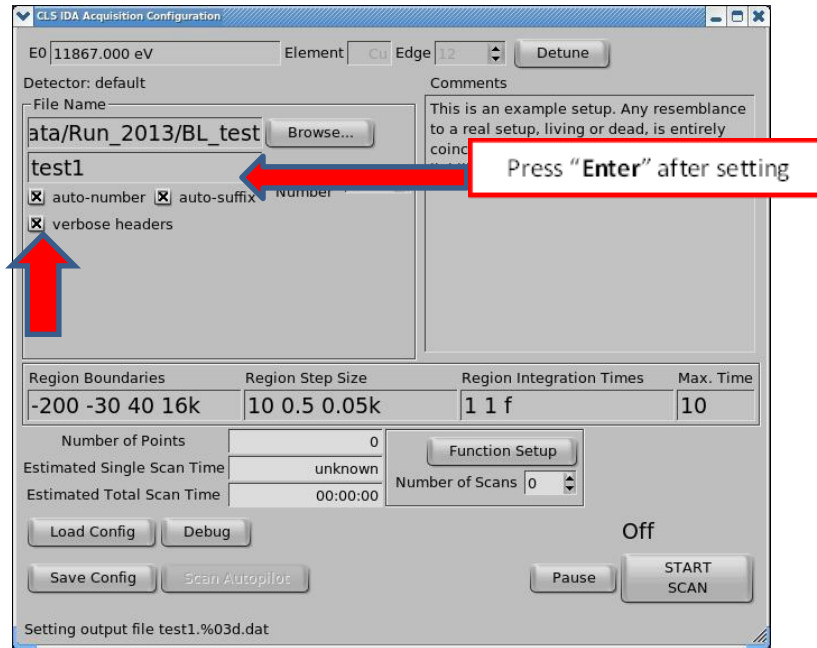 CLS IDA Acquisition Configuration
E0 11867.000 eV Element Cu Edge 12 Detune
Detector: default
Comments
File Name
ata/Run_2013/BL_test Browse...
This is an example setup. Any resemblance
to a real setup, living or dead, is entirely
coinc
test1
Press “Enter” after setting
auto-number auto-suffix Number
verbose headers
Region Boundaries Region Step Size Region Integration Times Max. Time
-200 -30 40 16k 10 0.5 0.05k 1 1 f 10
Number of Points 0
Function Setup
Estimated Single Scan Time unknown
Number of Scans 0
Estimated Total Scan Time 00:00:00
Load Config Debug
Off
Save Config Scan Autopilot Pause START
SCAN
Setting output file test1.%03d.dat